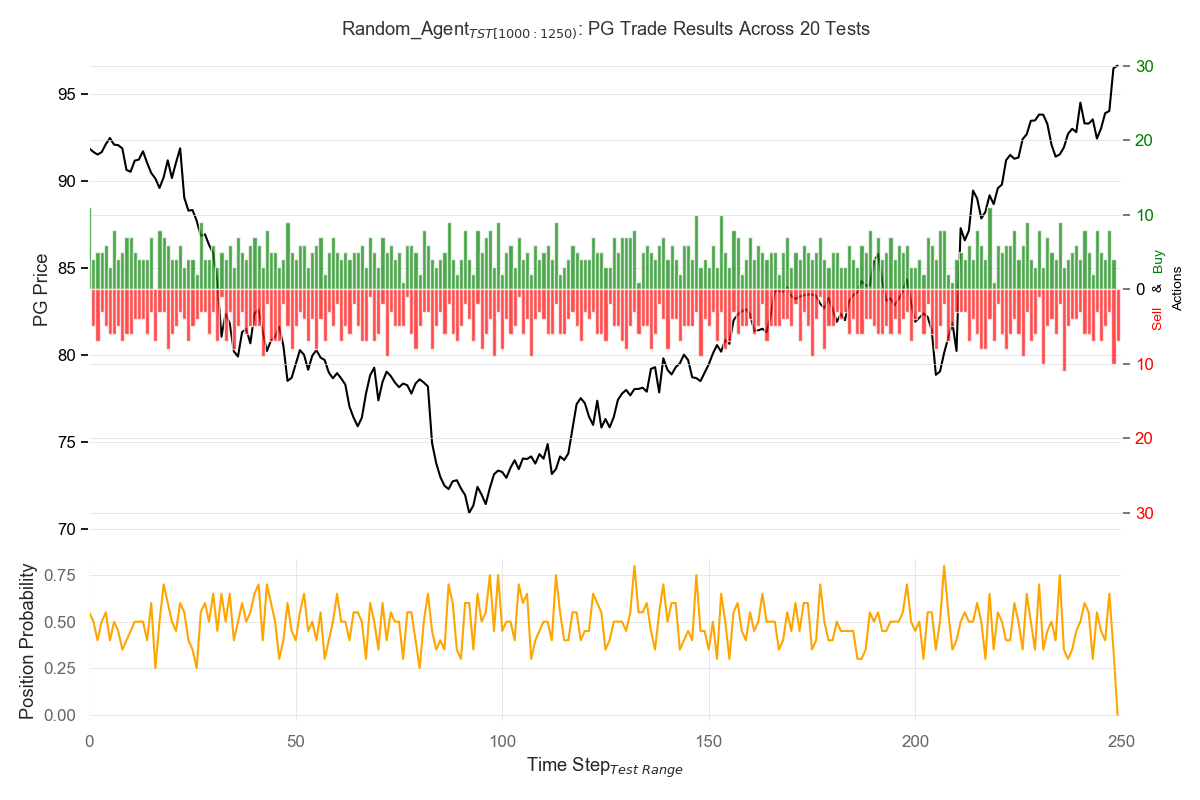 Random_Agent_TST[1000:1250): PG Trade Results Across 20 Tests
PG Price
95
90
85
80
75
70
30
20
10
0
10
20
30
Sell & Buy
Actions
Position Probability
0.75
0.50
0.25
0.00
0 50 100 150 200 250
Time Step Test Range